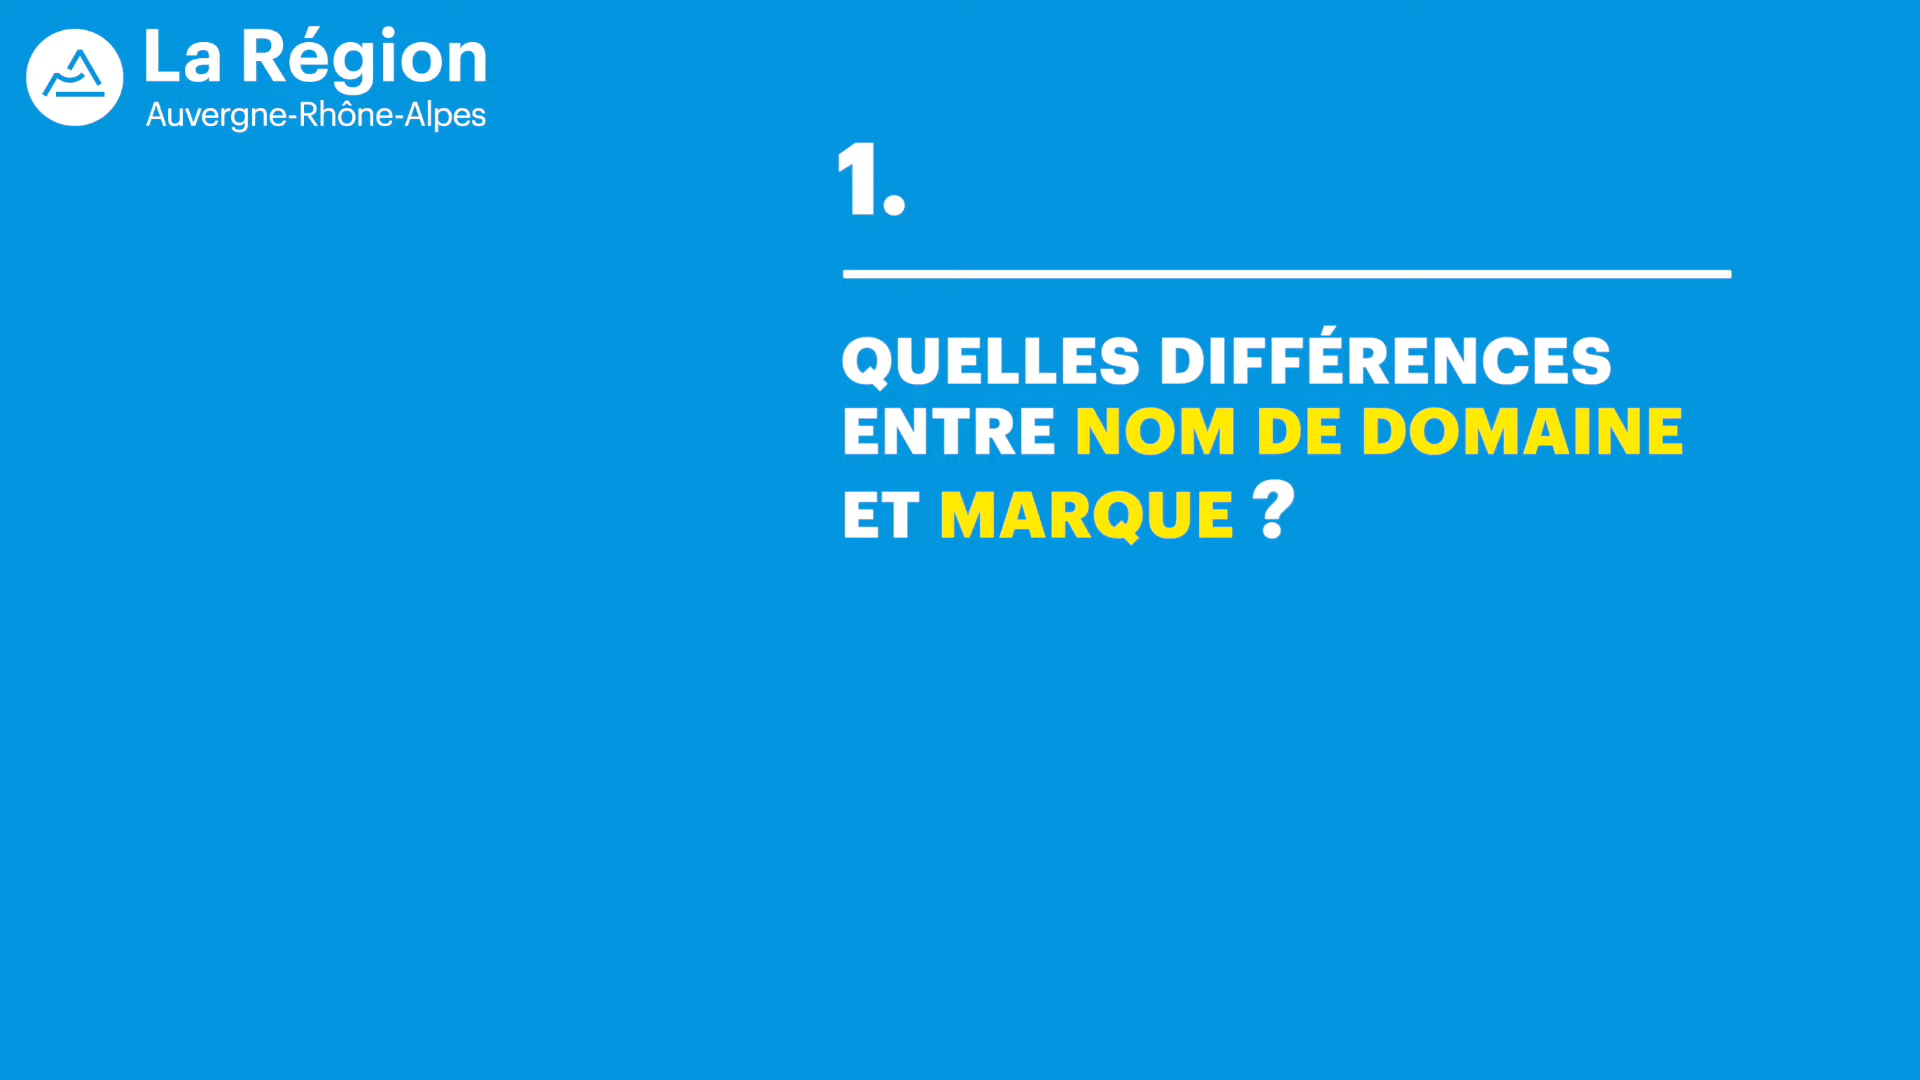 La Région
Auvergne-Rhône-Alpes
1.
QUELLES DIFFÉRENCES
ENTRE NOM DE DOMAINE
ET MARQUE ?